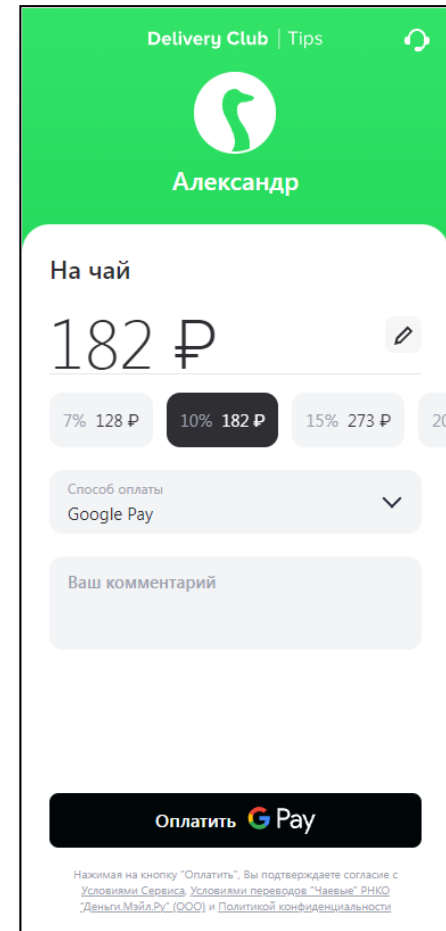 Delivery Club | Tips
Александр
На чай
182 ₽
7% 128 ₽ 10% 182 ₽ 15% 273 ₽ 20
Способ оплаты
Google Pay
Ваш комментарий
Оплатить G Pay
Нажимая на кнопку "Оплатить", Вы подтверждаете согласие с
Условиями Сервиса, Условиями переводов "Чаевые" РНКО
"Деньги.Мэйл.Ру" (ООО) и Политикой конфиденциальности